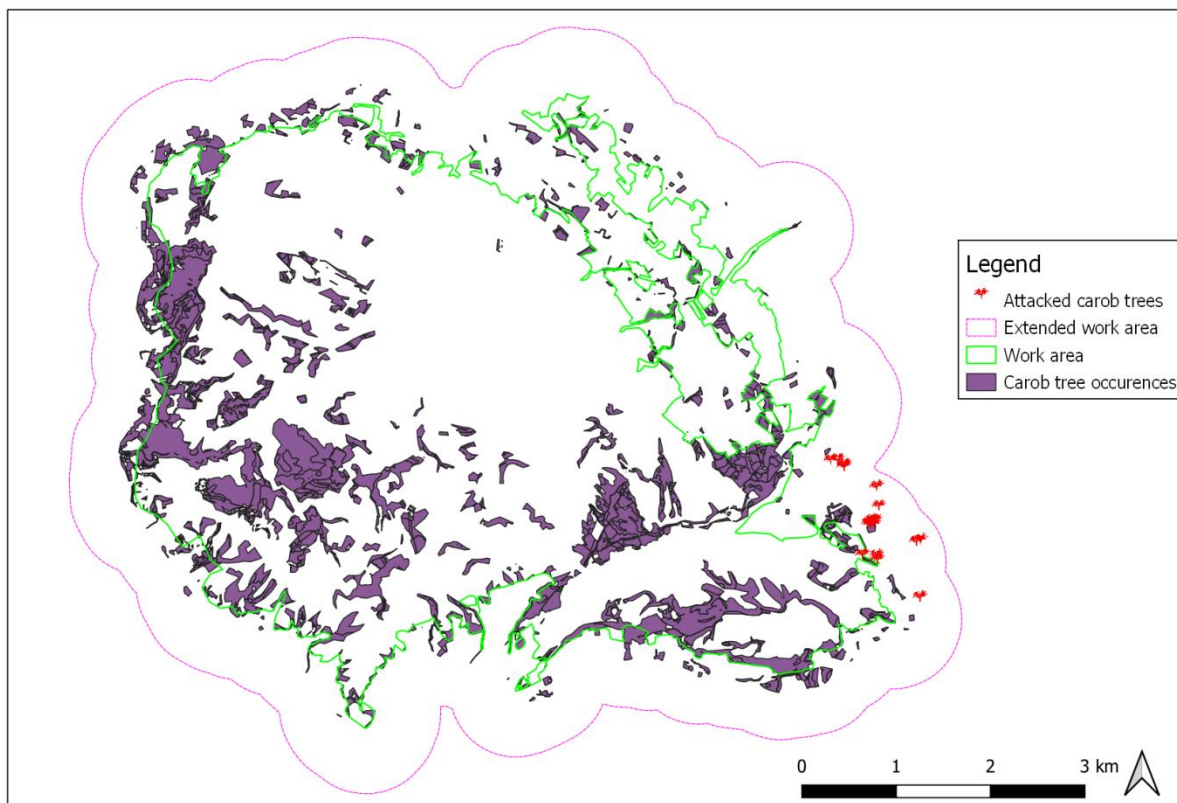 Legend
Attacked carob trees
Extended work area
Work area
Carob tree occurences
0 1 2 3 km